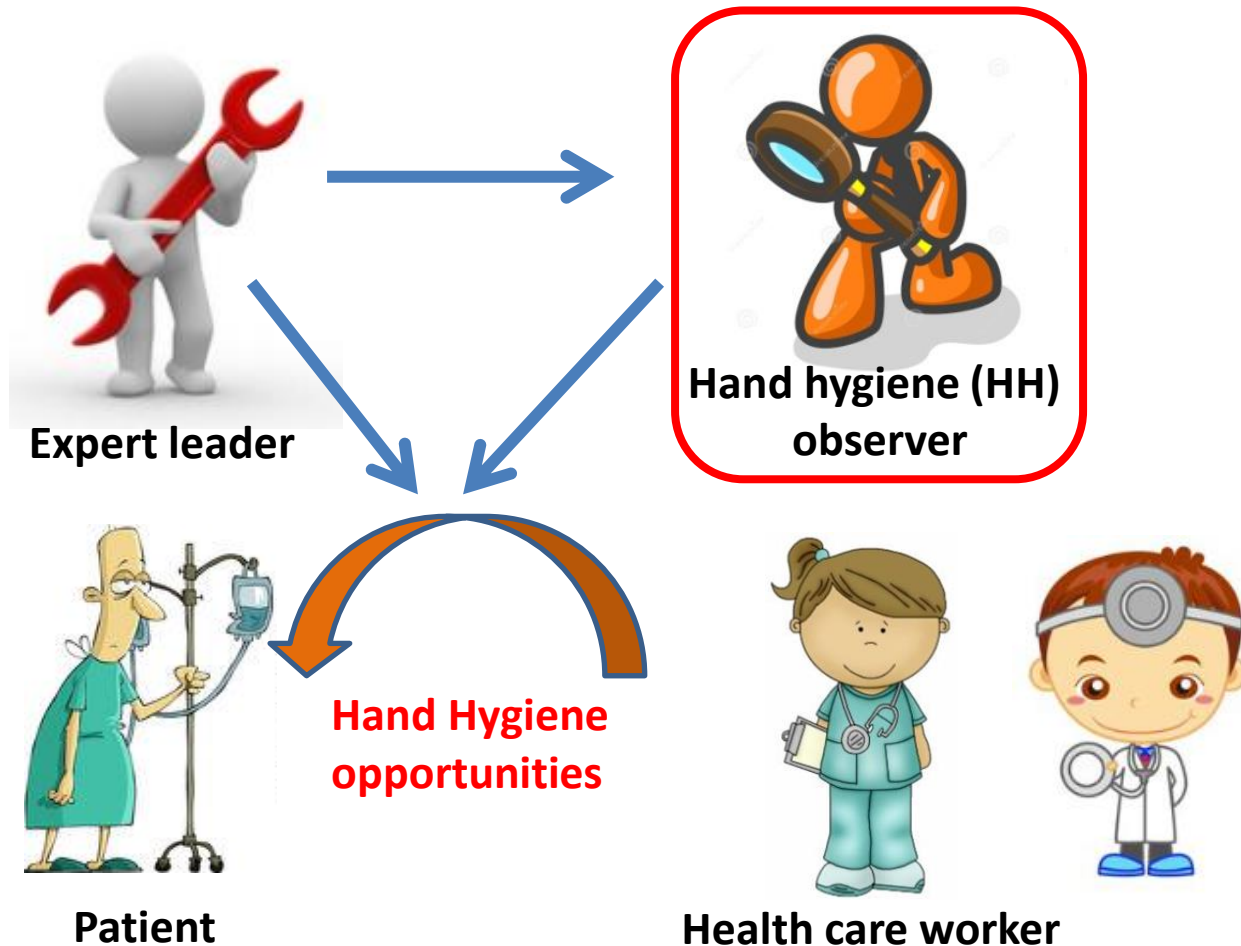 Expert leader
Hand hygiene (HH)
observer
Hand Hygiene
opportunities
Patient
Health care worker